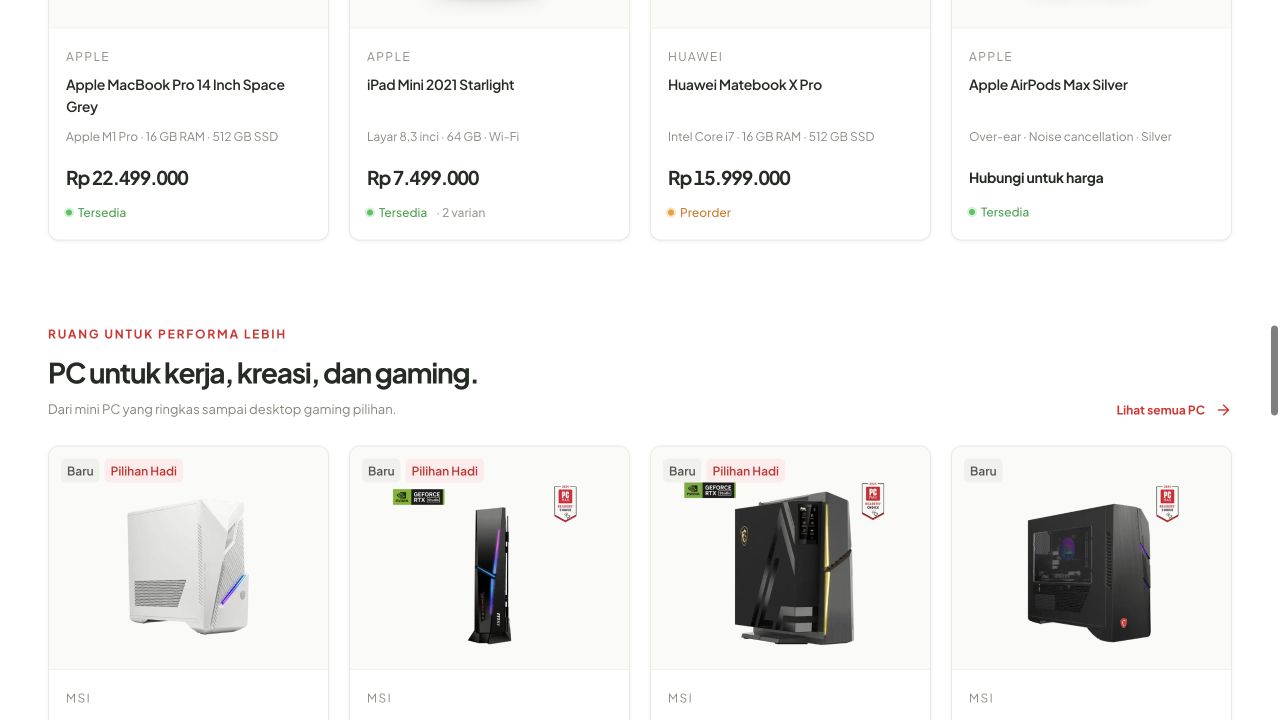 APPLE
Apple MacBook Pro 14 Inch Space
Grey
Apple M1 Pro · 16 GB RAM · 512 GB SSD
Rp 22.499.000
Tersedia
APPLE
iPad Mini 2021 Starlight
Layar 8,3 inci · 64 GB · Wi-Fi
Rp 7.499.000
Tersedia · 2 varian
HUAWEI
Huawei Matebook X Pro
Intel Core i7 · 16 GB RAM · 512 GB SSD
Rp 15.999.000
Preorder
APPLE
Apple AirPods Max Silver
Over-ear · Noise cancellation · Silver
Hubungi untuk harga
Tersedia
RUANG UNTUK PERFORMA LEBIH
PC untuk kerja, kreasi, dan gaming.
Dari mini PC yang ringkas sampai desktop gaming pilihan.
Lihat semua PC
Baru
Pilihan Hadi
MSI
Baru
Pilihan Hadi
GEFORCE
RTX
PC
MSI
Baru
Pilihan Hadi
GEFORCE
RTX
PC
MSI
Baru
PC
MSI